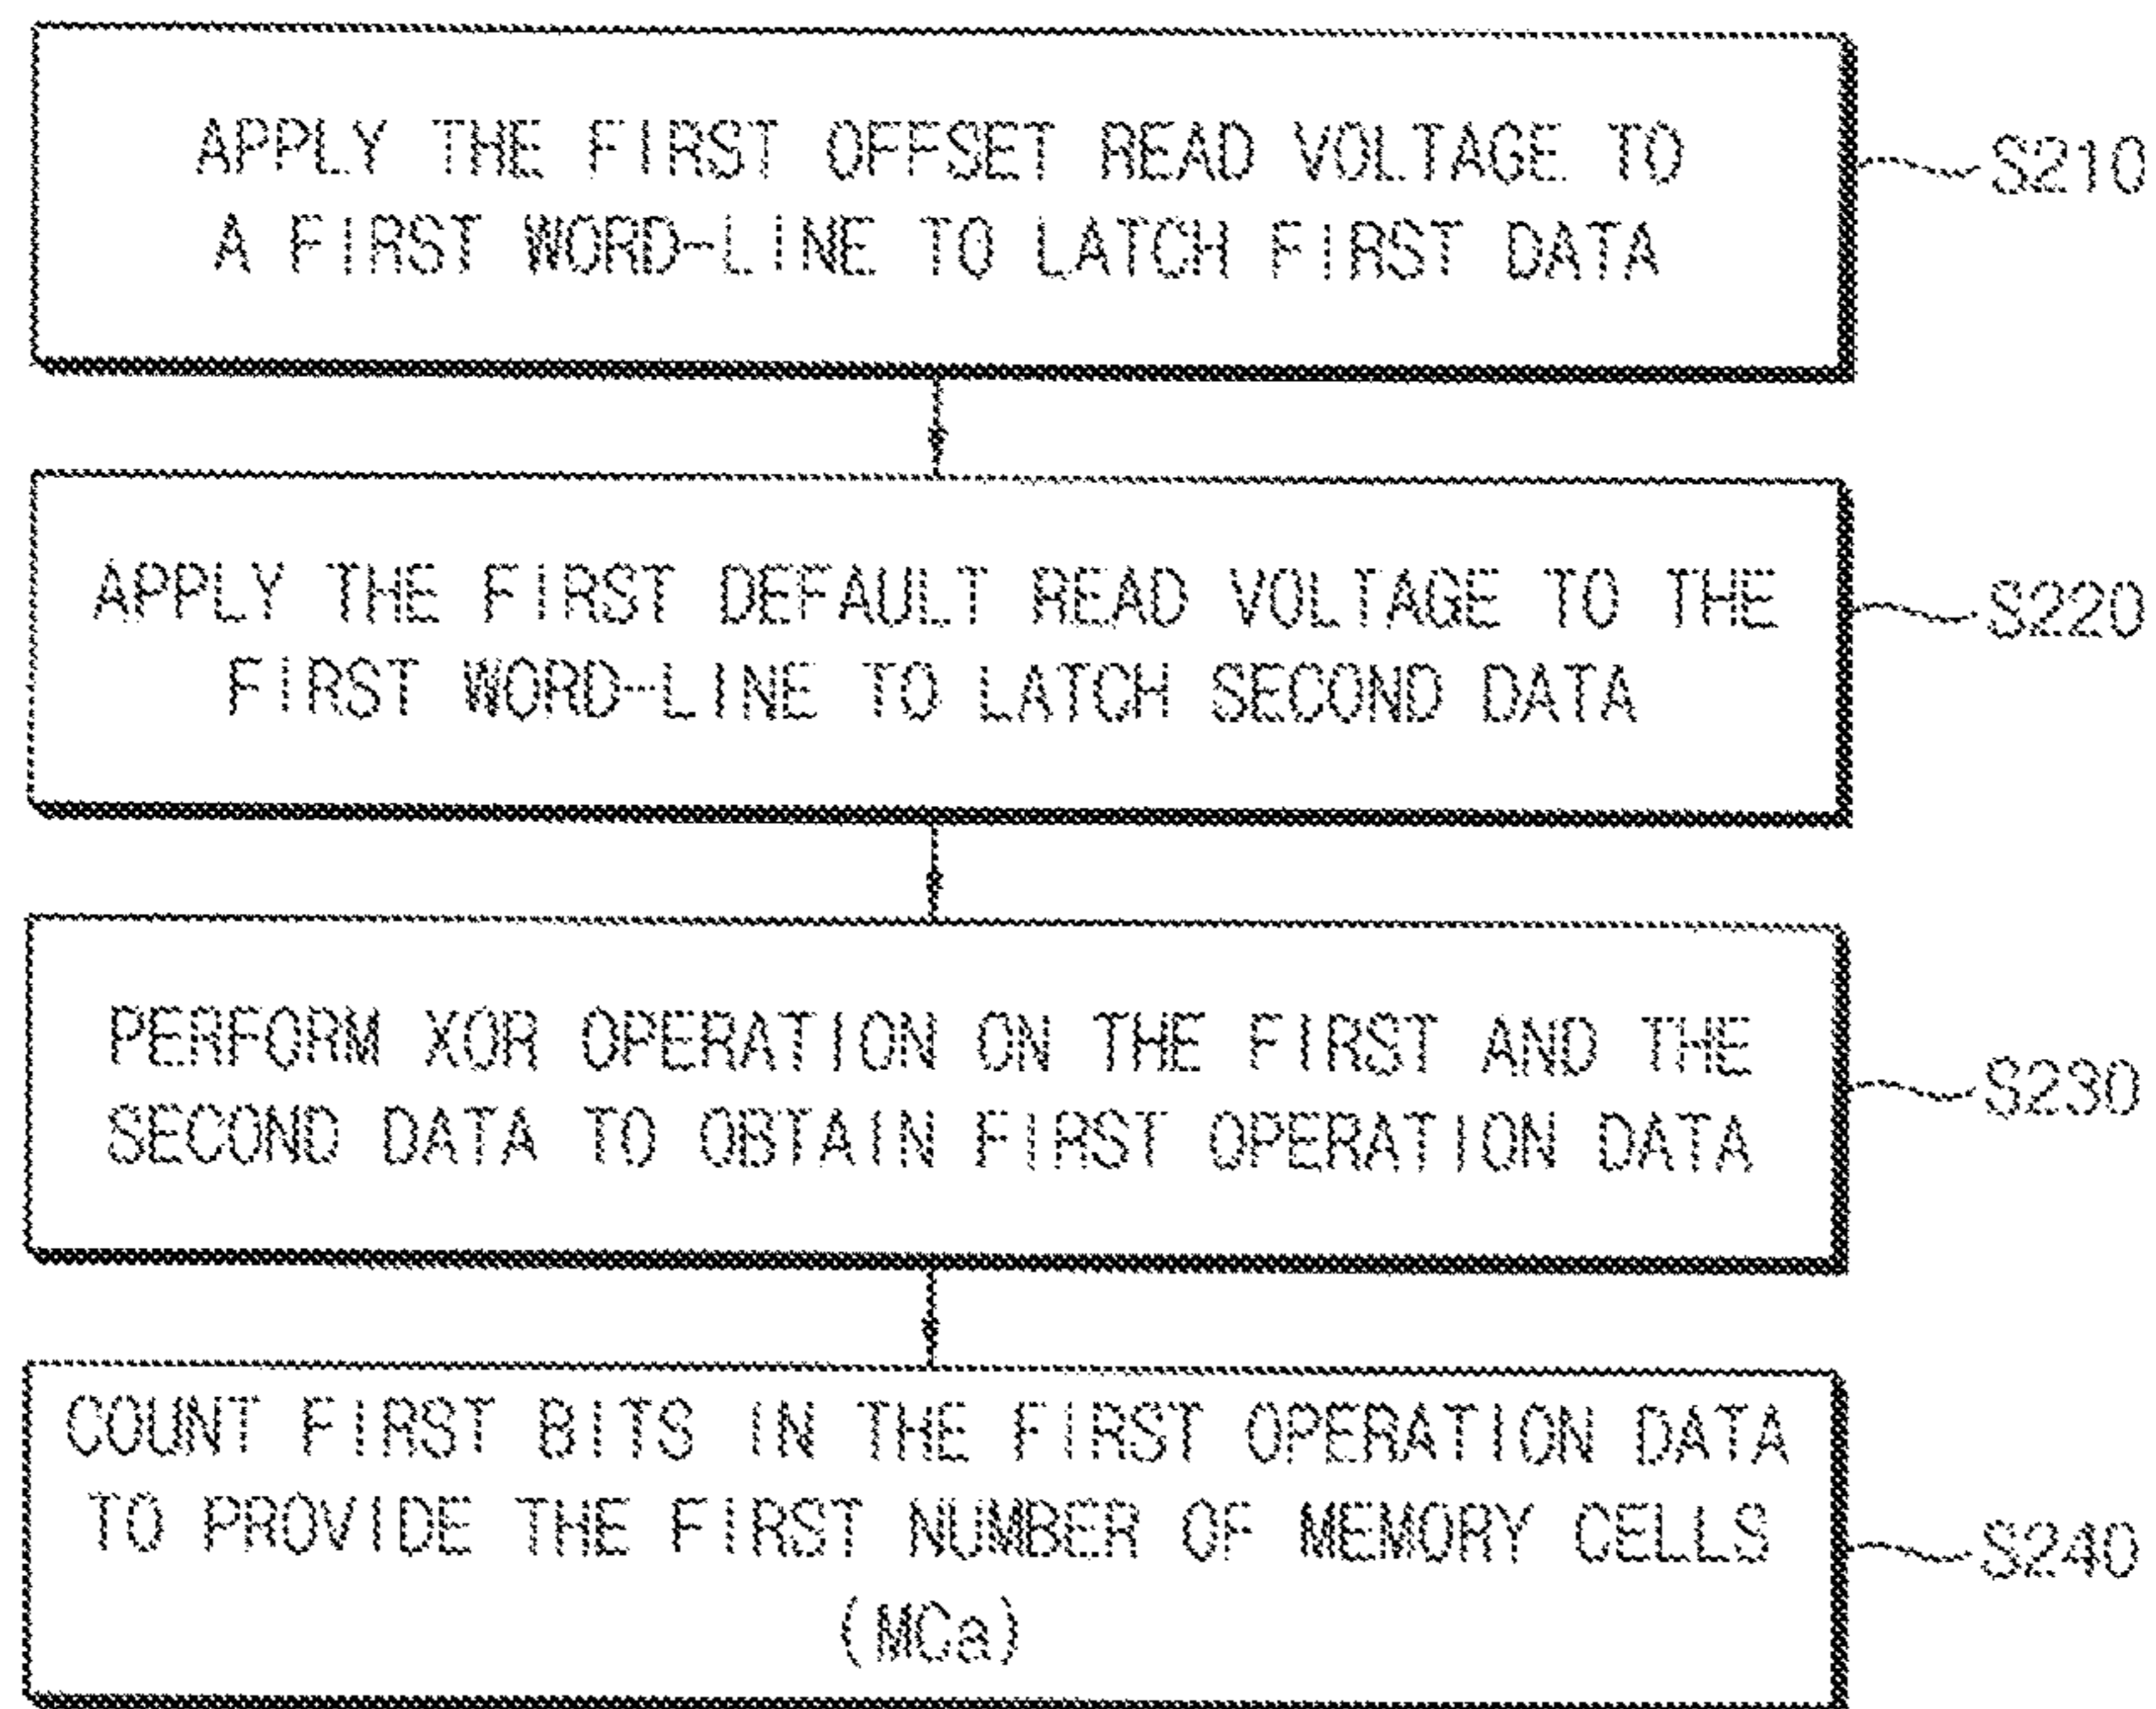 APPLY THE FIRST OFFSET READ VOLTAGE TO
A FIRST WORD-LINE TO LATCH FIRST DATA
S210
APPLY THE FIRST DEFAULT READ VOLTAGE TO THE
FIRST WORD-LINE TO LATCH SECOND DATA
S220
PERFORM XOR OPERATION ON THE FIRST AND THE
SECOND DATA TO OBTAIN FIRST OPERATION DATA
S230
COUNT FIRST BITS IN THE FIRST OPERATION DATA
TO PROVIDE THE FIRST NUMBER OF MEMORY CELLS
(MCa)
S240